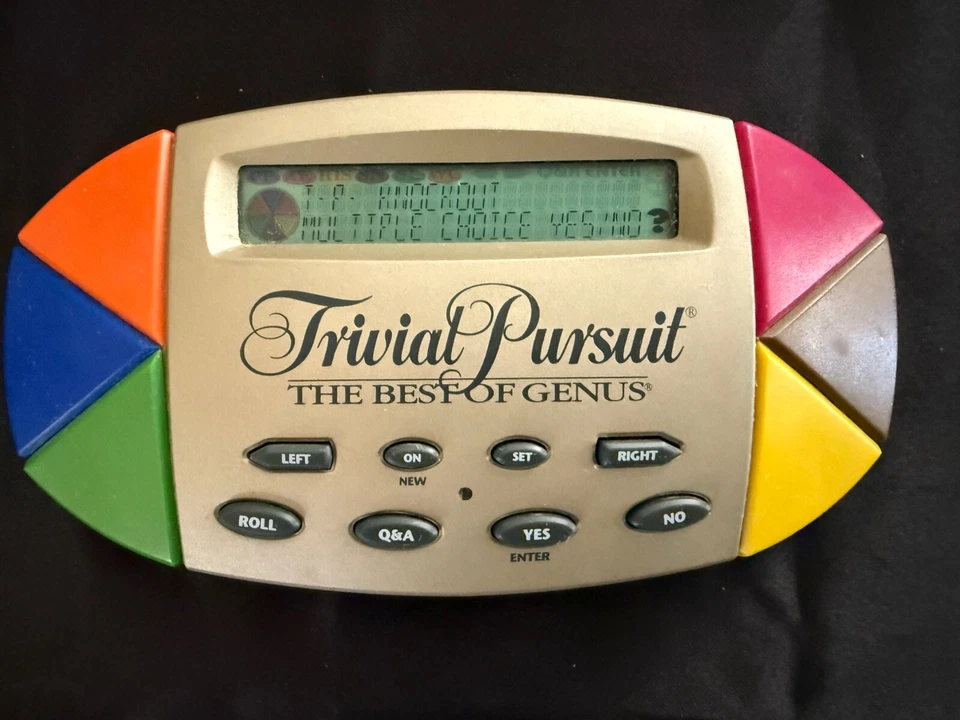 T.P. KNOCKOUT
MULTIPLE CHOICE YES/NO?
Trivial Pursuit®
THE BEST OF GENUS®
LEFT ON SET RIGHT
NEW
ROLL Q&A YES NO
ENTER